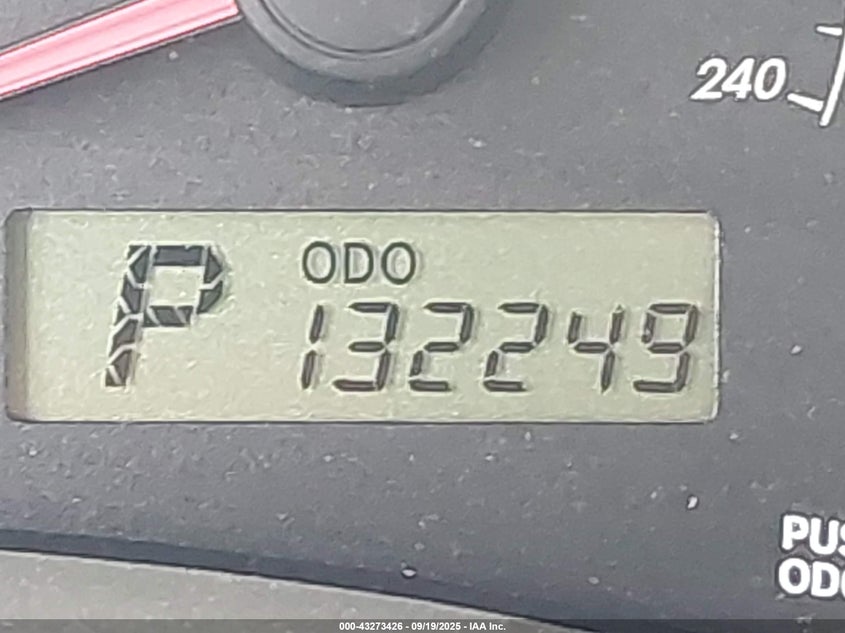 240
P
ODO
132249
PUS
ODO
000-43273426 - 09/19/2025 - IAA Inc.